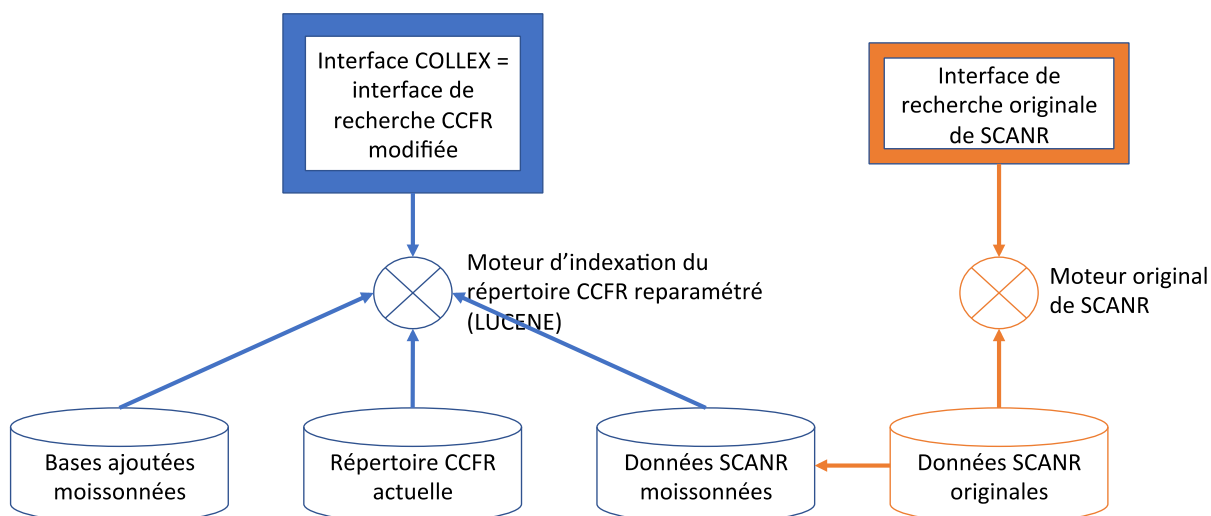 Interface COLLEX =
interface de
recherche CCFR
modifiée
Interface de
recherche originale
de SCANR
Moteur d’indexation du
répertoire CCFR reparamétré
(LUCENE)
Moteur original
de SCANR
Bases ajoutées
moissonnées
Répertoire CCFR
actuelle
Données SCANR
moissonnées
Données SCANR
originales